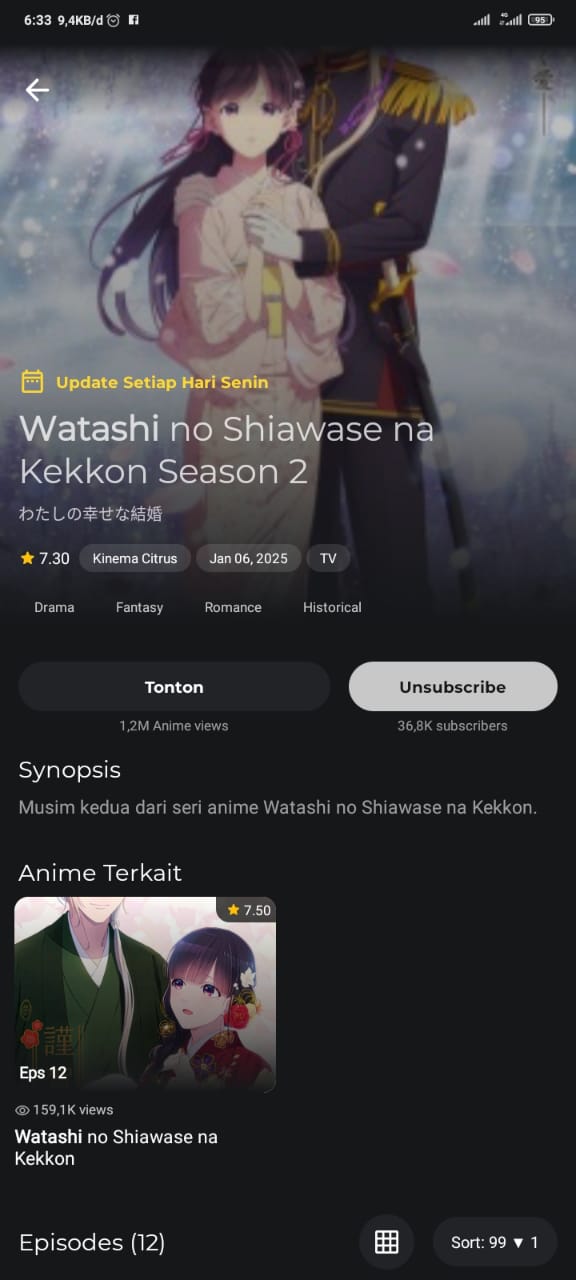 6:33 9,4KB/d
4G
95
愛
Update Setiap Hari Senin
Watashi no Shiawase na
Kekkon Season 2
わたしの幸せな結婚
7.30 Kinema Citrus Jan 06, 2025 TV
Drama Fantasy Romance Historical
Tonton Unsubscribe
1,2M Anime views 36,8K subscribers
Synopsis
Musim kedua dari seri anime Watashi no Shiawase na Kekkon.
Anime Terkait
7.50
謹
Eps 12
159,1K views
Watashi no Shiawase na
Kekkon
Episodes (12) Sort: 99 ▼ 1